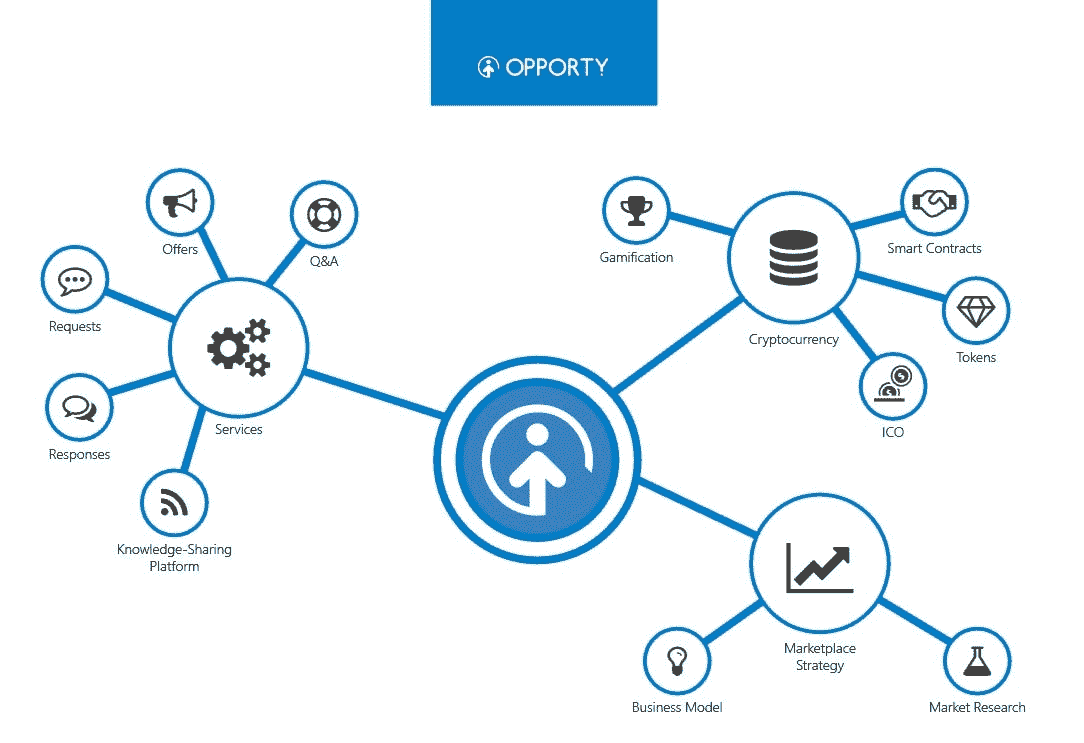 OPPORTY
Offers
Q&A
Requests
Responses
Services
Knowledge-Sharing
Platform
Gamification
Smart Contracts
Cryptocurrency
Tokens
ICO
Marketplace
Strategy
Business Model
Market Research